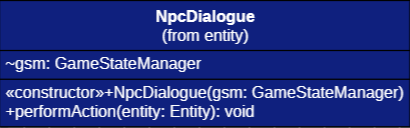 NpcDialogue
(from entity)
~gsm: GameStateManager
«constructor»+NpcDialogue(gsm: GameStateManager)
+performAction(entity: Entity): void